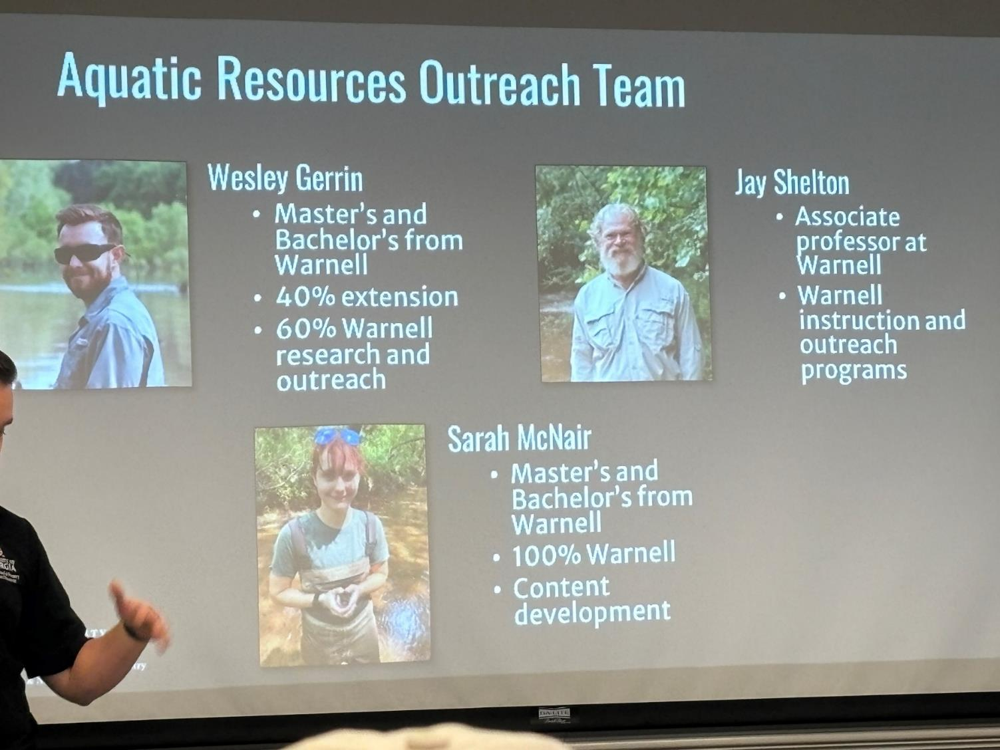 Aquatic Resources Outreach Team
Wesley Gerrin
• Master's and
Bachelor's from
Warnell
• 40% extension
• 60% Warnell
research and
outreach
Jay Shelton
• Associate
professor at
Warnell
• Warnell
instruction and
outreach
programs
Sarah McNair
• Master's and
Bachelor's from
Warnell
• 100% Warnell
• Content
development
DA-LITE